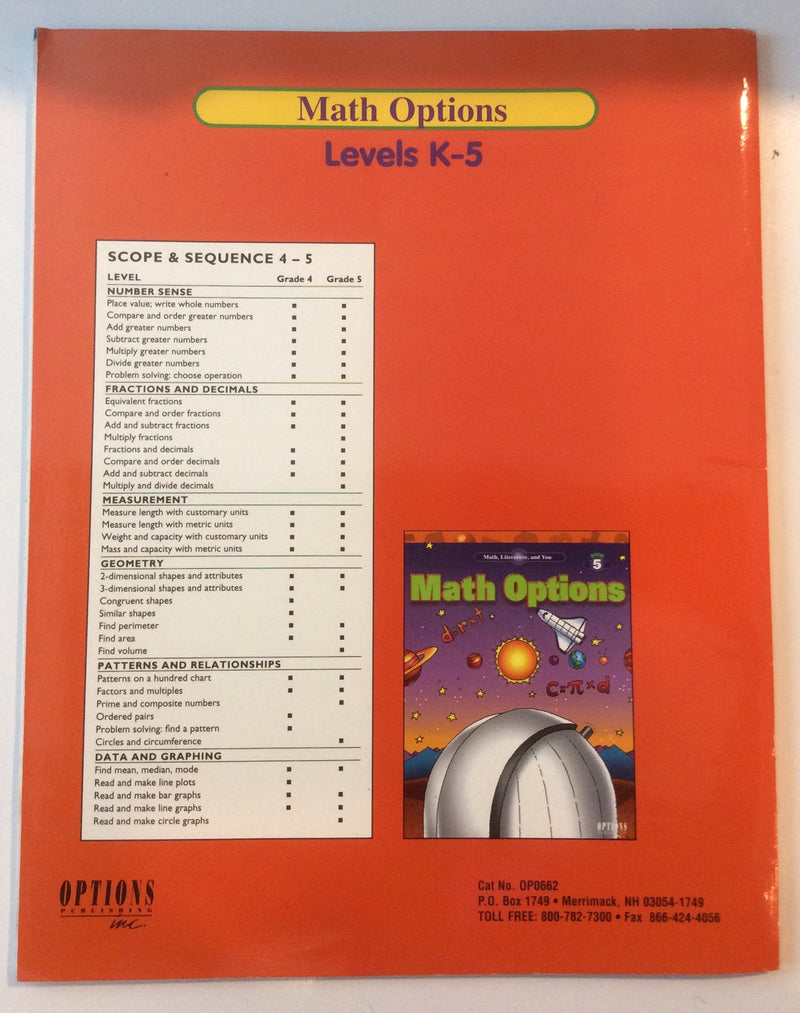 Math Options
Levels K-5
SCOPE & SEQUENCE 4 – 5
LEVEL Grade 4 Grade 5
NUMBER SENSE
Place value; write whole numbers ▪ ▪
Compare and order greater numbers ▪ ▪
Add greater numbers ▪ ▪
Subtract greater numbers ▪ ▪
Multiply greater numbers ▪ ▪
Divide greater numbers ▪ ▪
Problem solving: choose operation ▪ ▪
FRACTIONS AND DECIMALS
Equivalent fractions ▪ ▪
Compare and order fractions ▪ ▪
Add and subtract fractions ▪ ▪
Multiply fractions ▪
Fractions and decimals ▪ ▪
Compare and order decimals ▪ ▪
Add and subtract decimals ▪ ▪
Multiply and divide decimals ▪
MEASUREMENT
Measure length with customary units ▪ ▪
Measure length with metric units ▪ ▪
Weight and capacity with customary units ▪ ▪
Mass and capacity with metric units ▪ ▪
GEOMETRY
2-dimensional shapes and attributes ▪ ▪
3-dimensional shapes and attributes ▪ ▪
Congruent shapes ▪
Similar shapes ▪
Find perimeter ▪ ▪
Find area ▪ ▪
Find volume ▪
PATTERNS AND RELATIONSHIPS
Patterns on a hundred chart ▪ ▪
Factors and multiples ▪ ▪
Prime and composite numbers ▪
Ordered pairs ▪
Problem solving: find a pattern ▪
Circles and circumference ▪
DATA AND GRAPHING
Find mean, median, mode ▪ ▪
Read and make line plots ▪
Read and make bar graphs ▪ ▪
Read and make line graphs ▪ ▪
Read and make circle graphs ▪
Math, Literature, and You
5
Math Options
d=r×t
C=π×d
OPTIONS
OPTIONS
PUBLISHING
inc.
Cat No. OP0662
P.O. Box 1749 • Merrimack, NH 03054-1749
TOLL FREE: 800-782-7300 • Fax 866-424-4056